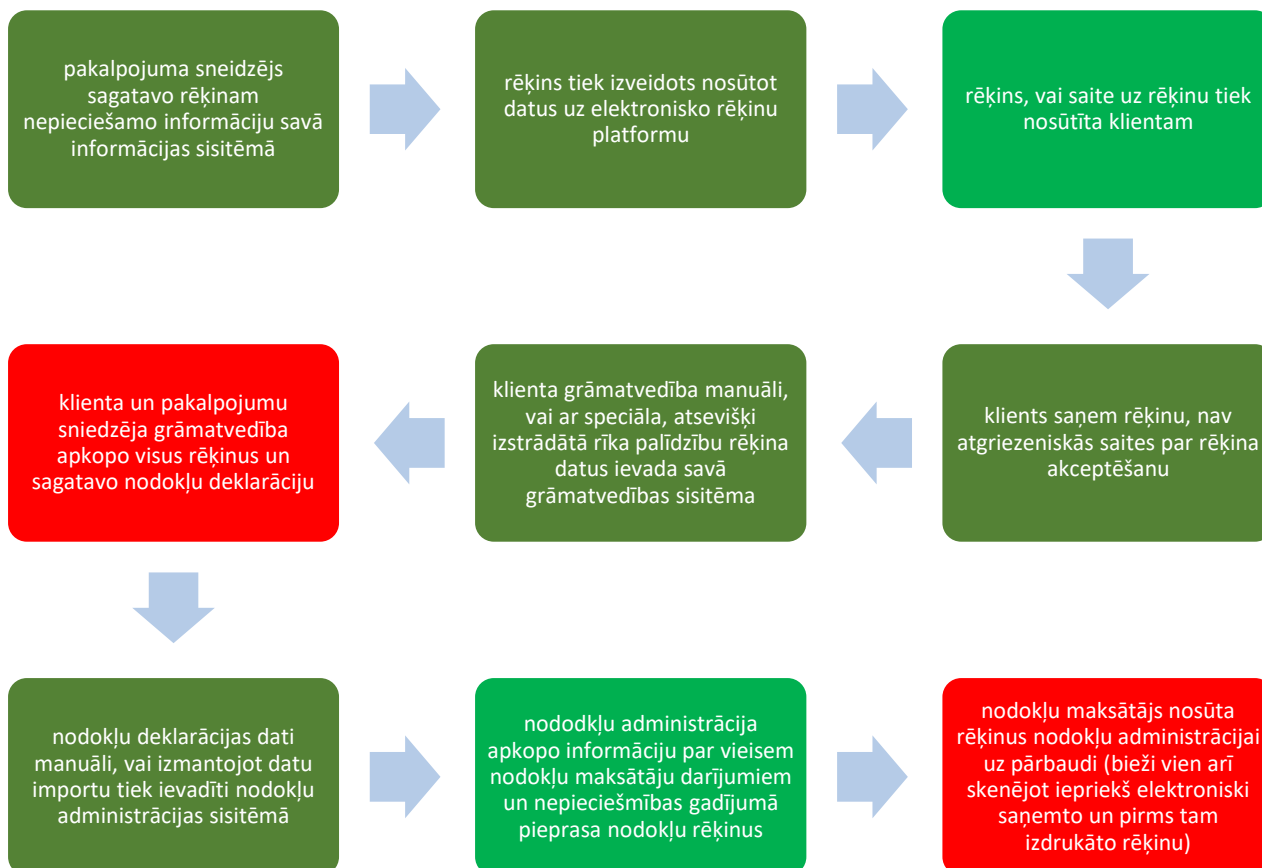 pakalpojuma sneidzējs
sagatavo rēķinam
nepieciešamo informāciju savā
informācijas sisitēmā
rēķins tiek izveidots nosūtot
datus uz elektronisko rēķinu
platformu
rēķins, vai saite uz rēķinu tiek
nosūtīta klientam
klients saņem rēķinu, nav
atgriezeniskās saites par rēķina
akceptēšanu
klienta grāmatvedība manuāli,
vai ar speciāla, atsevišķi
izstrādātā rīka palīdzību rēķina
datus ievada savā
grāmatvedības sisitēma
klienta un pakalpojumu
sniedzēja grāmatvedība
apkopo visus rēķinus un
sagatavo nodokļu deklarāciju
nodokļu deklarācijas dati
manuāli, vai izmantojot datu
importu tiek ievadīti nodokļu
administrācijas sisitēmā
nododkļu administrācija
apkopo informāciju par vieisem
nodokļu maksātāju darījumiem
un nepieciešmības gadījumā
pieprasa nodokļu rēķinus
nodokļu maksātājs nosūta
rēķinus nodokļu administrācijai
uz pārbaudi (bieži vien arī
skenējot iepriekš elektroniski
saņemto un pirms tam
izdrukāto rēķinu)